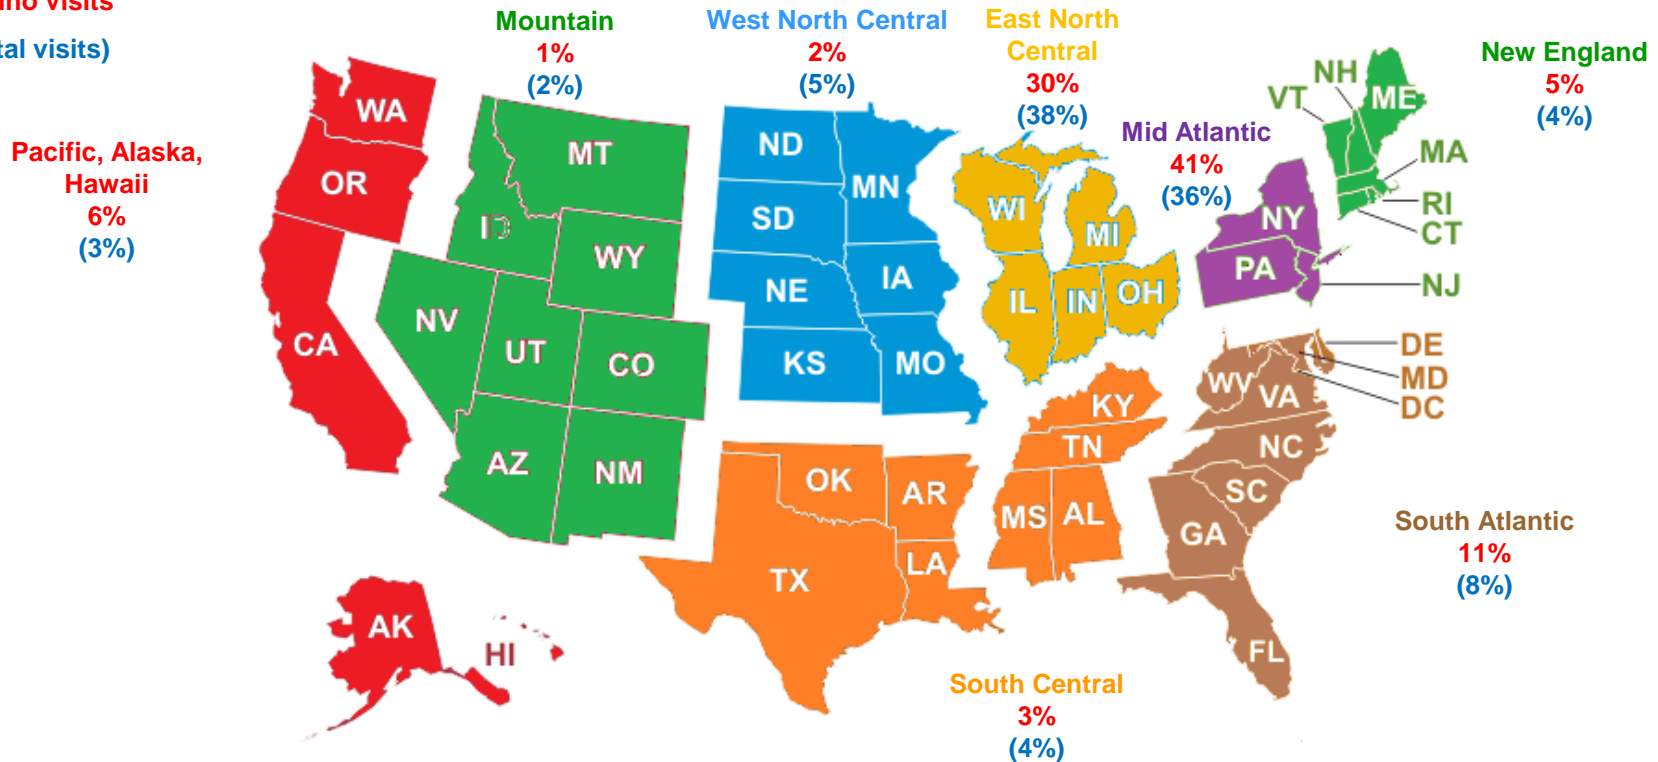 visits
visits)
Mountain
1%
(2%)
West North Central
2%
(5%)
East North
Central
30%
(38%)
New England
5%
(4%)
Mid Atlantic
41%
(36%)
Pacific, Alaska,
Hawaii
6%
(3%)
South Atlantic
11%
(8%)
South Central
3%
(4%)
WA
OR
CA
AK
HI
MT
ID
WY
NV
UT
CO
AZ
NM
ND
MN
SD
NE
IA
KS
MO
WI
MI
IL
IN
OH
NY
PA
NJ
VT
NH
ME
MA
RI
CT
DE
MD
DC
WV
VA
NC
SC
GA
FL
KY
TN
MS
AL
OK
AR
TX
LA